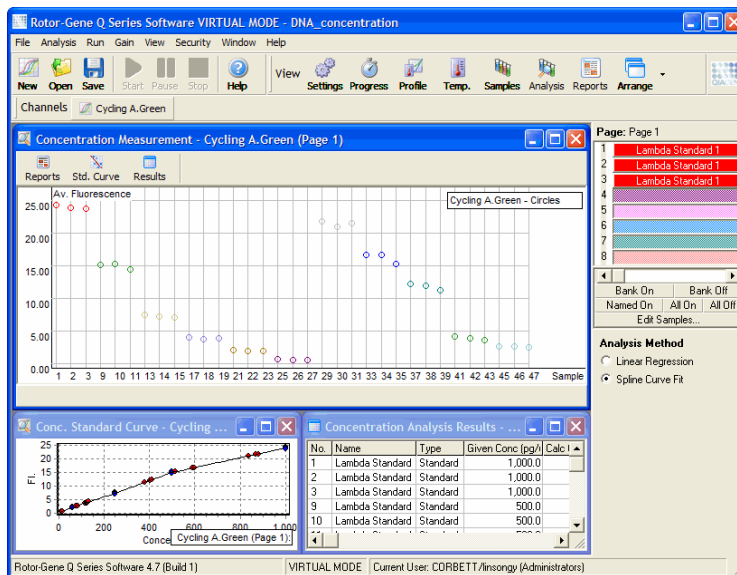 Rotor-Gene Q Series Software VIRTUAL MODE - DNA_concentration
File Analysis Run Gain View Security Window Help
New Open Save Start Pause Stop Help View Settings Progress Profile Temp. Samples Analysis Reports Arrange
Channels Cycling A.Green
Concentration Measurement - Cycling A.Green (Page 1)
Reports Std. Curve Results
Av. Fluorescence
Cycling A.Green - Circles
25.00
20.00
15.00
10.00
5.00
0.00
1 2 3 9 10 11 13 14 15 17 18 19 21 22 23 25 26 27 29 30 31 33 34 35 37 38 39 41 42 43 45 46 47 Sample
Page: Page 1
1 Lambda Standard 1
2 Lambda Standard 1
3 Lambda Standard 1
4
5
6
7
8
Bank On Bank Off
Named On All On All Off
Edit Samples...
Analysis Method
Linear Regression
Spline Curve Fit
Conc. Standard Curve - Cycling ...
25
20
15
10
5
0
Fl.
0 200 400 600 800 1,000
Conce
Cycling A.Green (Page 1):
Concentration Analysis Results - ...
No. Name Type Given Conc (pg/ Calc
1 Lambda Standard Standard 1,000.0
2 Lambda Standard Standard 1,000.0
3 Lambda Standard Standard 1,000.0
9 Lambda Standard Standard 500.0
10 Lambda Standard Standard 500.0
Rotor-Gene Q Series Software 4.7 (Build 1) VIRTUAL MODE Current User: CORBETT/linsongy (Administrators)